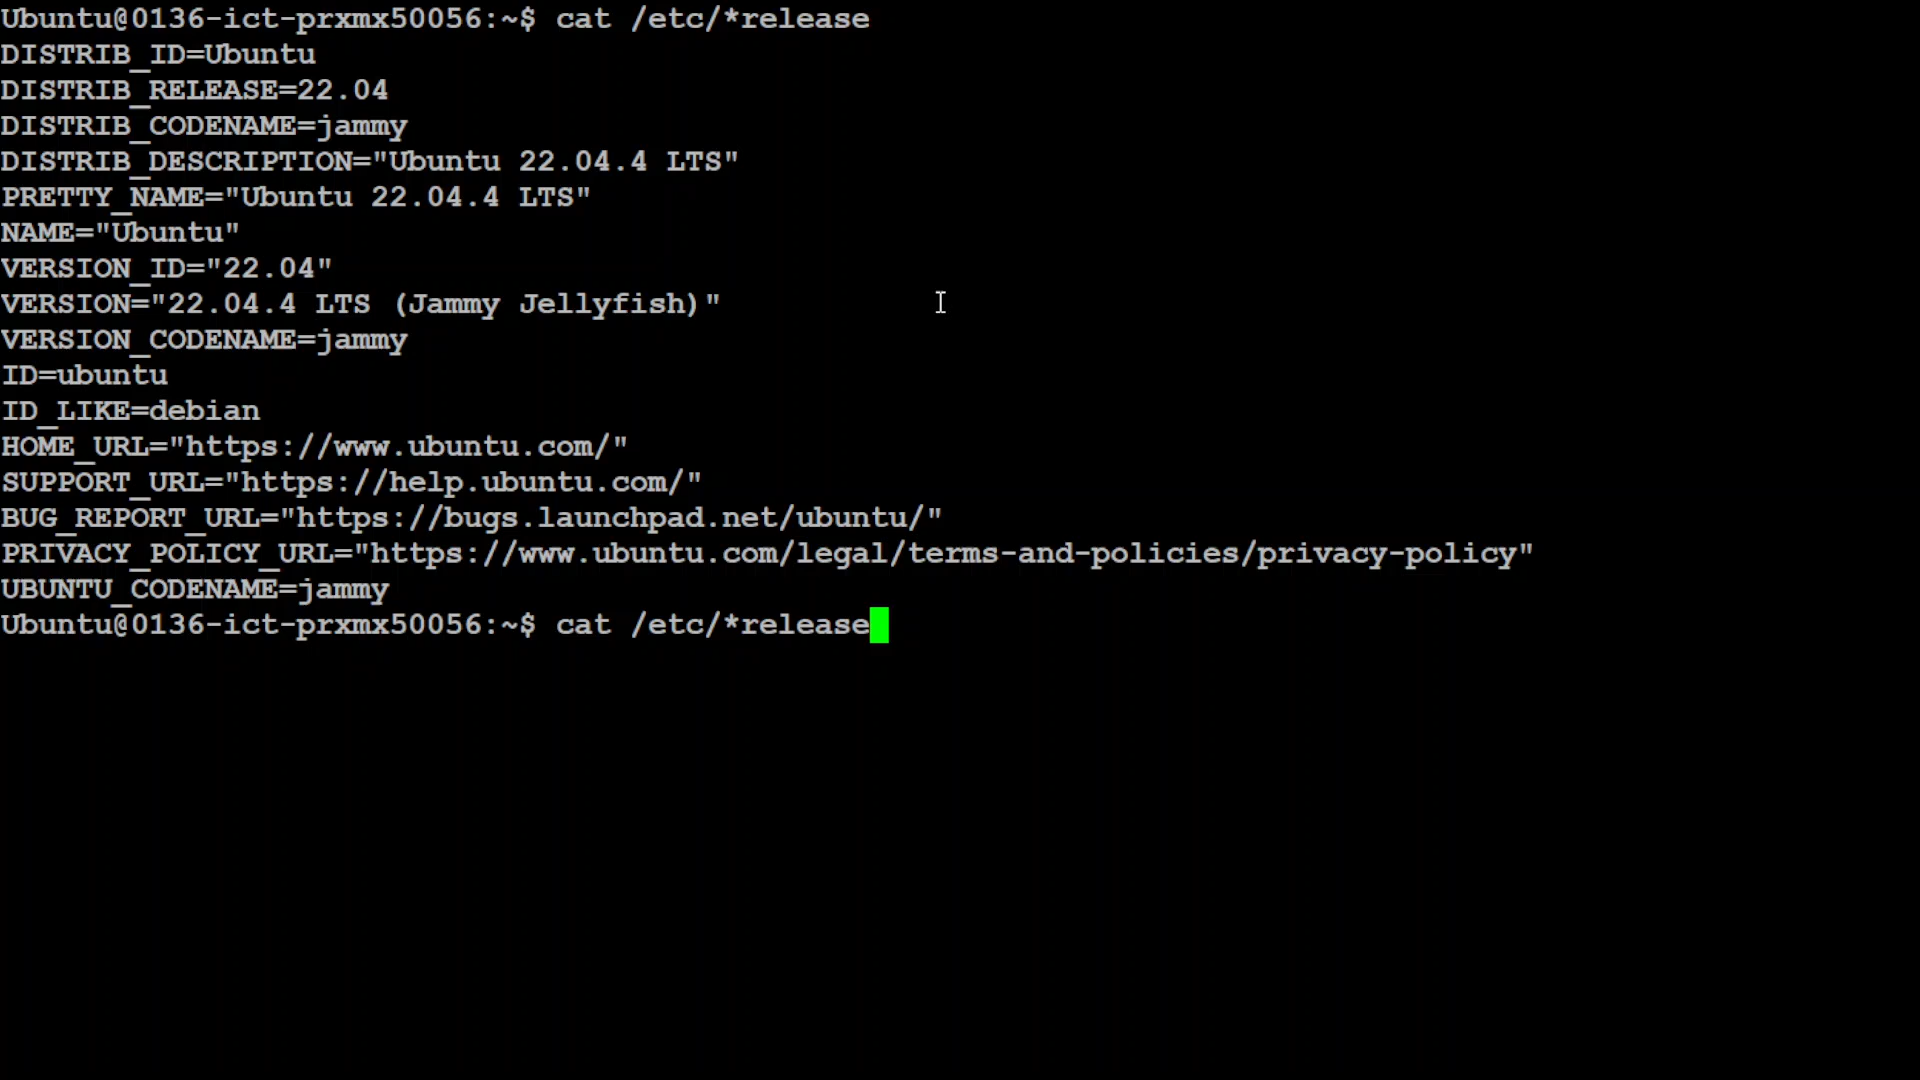 Ubuntu@0136-ict-prxmx50056:~$ cat /etc/*release
DISTRIB_ID=Ubuntu
DISTRIB_RELEASE=22.04
DISTRIB_CODENAME=jammy
DISTRIB_DESCRIPTION="Ubuntu 22.04.4 LTS"
PRETTY_NAME="Ubuntu 22.04.4 LTS"
NAME="Ubuntu"
VERSION_ID="22.04"
VERSION="22.04.4 LTS (Jammy Jellyfish)"
VERSION_CODENAME=jammy
ID=ubuntu
ID_LIKE=debian
HOME_URL="https://www.ubuntu.com/"
SUPPORT_URL="https://help.ubuntu.com/"
BUG_REPORT_URL="https://bugs.launchpad.net/ubuntu/"
PRIVACY_POLICY_URL="https://www.ubuntu.com/legal/terms-and-policies/privacy-policy"
UBUNTU_CODENAME=jammy
Ubuntu@0136-ict-prxmx50056:~$ cat /etc/*release